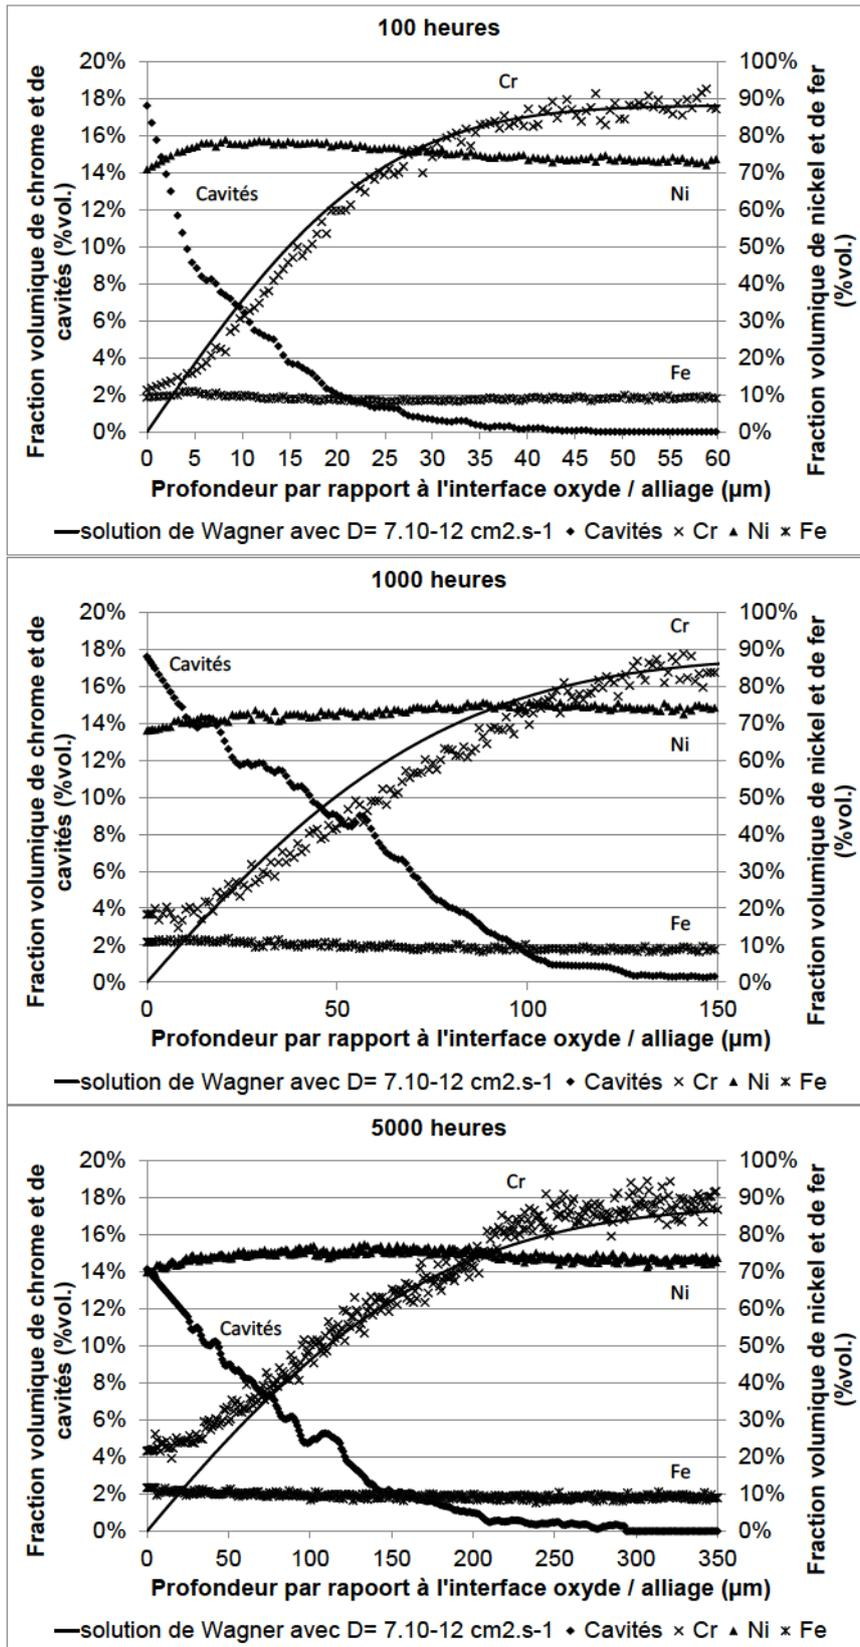 100 heures
Fraction volumique de chrome et de
cavités (%vol.)
20%
18%
16%
14%
12%
10%
8%
6%
4%
2%
0%
Cr
Cavités
Ni
Fe
100%
90%
80%
70%
60%
50%
40%
30%
20%
10%
0%
Fraction volumique de nickel et de fer
(%vol.)
0 5 10 15 20 25 30 35 40 45 50 55 60
Profondeur par rapport à l'interface oxyde / alliage (µm)
solution de Wagner avec D= 7.10-12 cm2.s-1 Cavités Cr Ni Fe
1000 heures
Fraction volumique de chrome et de
cavités (%vol.)
20%
18%
16%
14%
12%
10%
8%
6%
4%
2%
0%
Cr
Cavités
Ni
Fe
100%
90%
80%
70%
60%
50%
40%
30%
20%
10%
0%
Fraction volumique de nickel et de fer
(%vol.)
0 50 100 150
Profondeur par rapport à l'interface oxyde / alliage (µm)
solution de Wagner avec D= 7.10-12 cm2.s-1 Cavités Cr Ni Fe
5000 heures
Fraction volumique de chrome et de
cavités (%vol.)
20%
18%
16%
14%
12%
10%
8%
6%
4%
2%
0%
Cr
Cavités
Ni
Fe
100%
90%
80%
70%
60%
50%
40%
30%
20%
10%
0%
Fraction volumique de nickel et de fer
(%vol.)
0 50 100 150 200 250 300 350
Profondeur par rapoort à l'interface oxyde / alliage (µm)
solution de Wagner avec D= 7.10-12 cm2.s-1 Cavités Cr Ni Fe